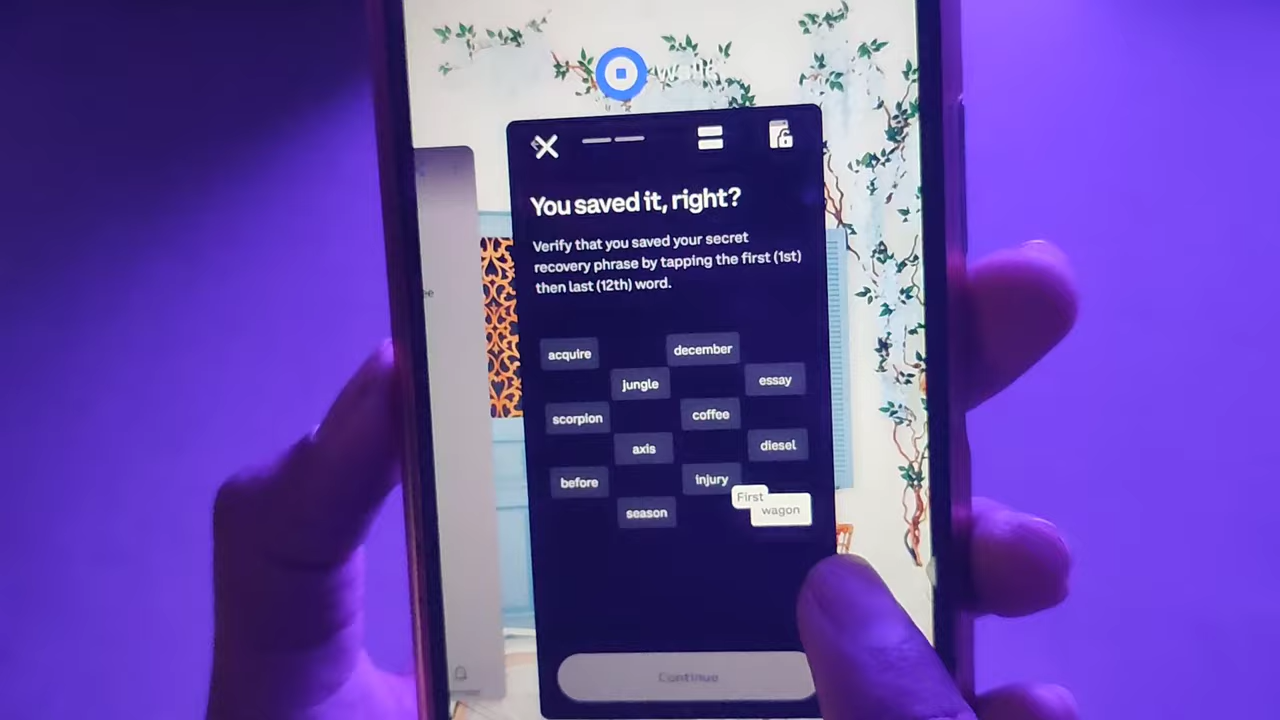 You saved it, right?
Verify that you saved your secret
recovery phrase by tapping the first (1st)
then last (12th) word.
acquire
december
jungle
essay
scorpion
coffee
axis
diesel
before
injury
First
season
wagon
Continue